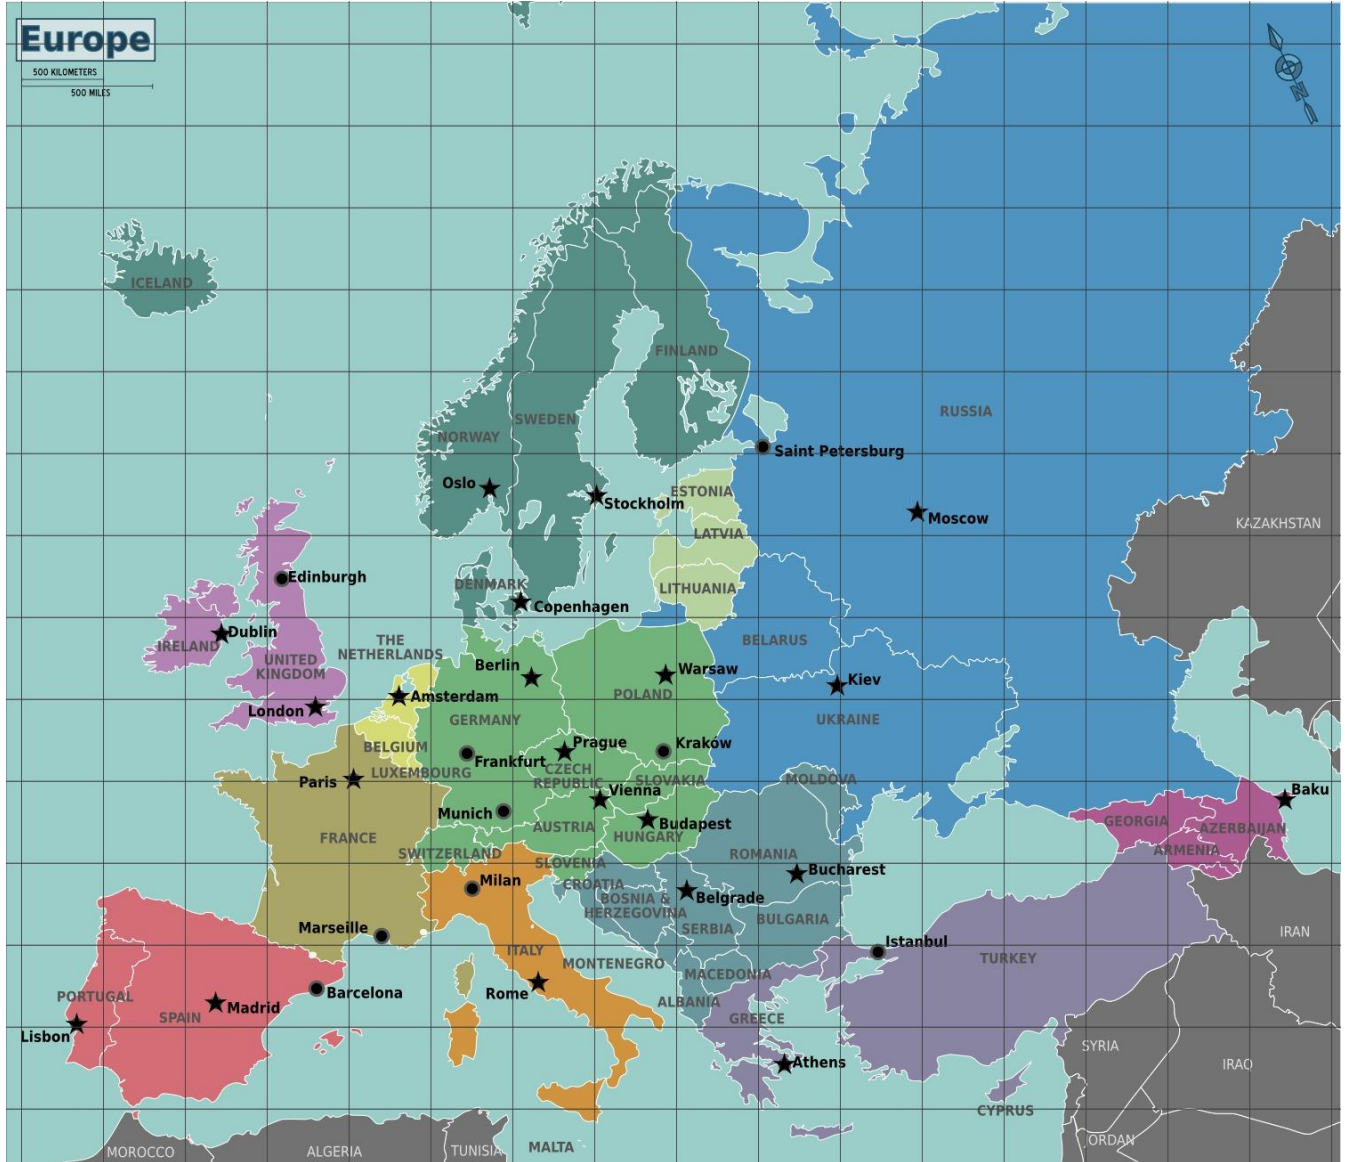 Europe
500 KILOMETERS
500 MILES
N
ICELAND
FINLAND
RUSSIA
SWEDEN
NORWAY
Saint Petersburg
Oslo
ESTONIA
Stockholm
Moscow
KAZAKHSTAN
LATVIA
Edinburgh
DENMARK
LITHUANIA
Copenhagen
Dublin
IRELAND
THE
NETHERLANDS
BELARUS
UNITED
KINGDOM
Berlin
Warsaw
Kiev
POLAND
Amsterdam
London
GERMANY
UKRAINE
BELGIUM
Prague
Kraków
Frankfurt
LUXEMBOURG
CZECH
REPUBLIC
SLOVAKIA
MOLDOVA
Paris
Vienna
Baku
Munich
Budapest
GEORGIA
AZERBAIJAN
AUSTRIA
HUNGARY
FRANCE
ARMENIA
SWITZERLAND
SLOVENIA
ROMANIA
Bucharest
Milan
CROATIA
BOSNIA &
HERZEGOVINA
Belgrade
BULGARIA
SERBIA
Marseille
IRAN
Istanbul
ITALY
TURKEY
MONTENEGRO
MACEDONIA
Rome
Barcelona
PORTUGAL
Madrid
ALBANIA
SPAIN
GREECE
Lisbon
SYRIA
Athens
IRAQ
CYPRUS
JORDAN
MALTA
MOROCCO
ALGERIA
TUNISIA